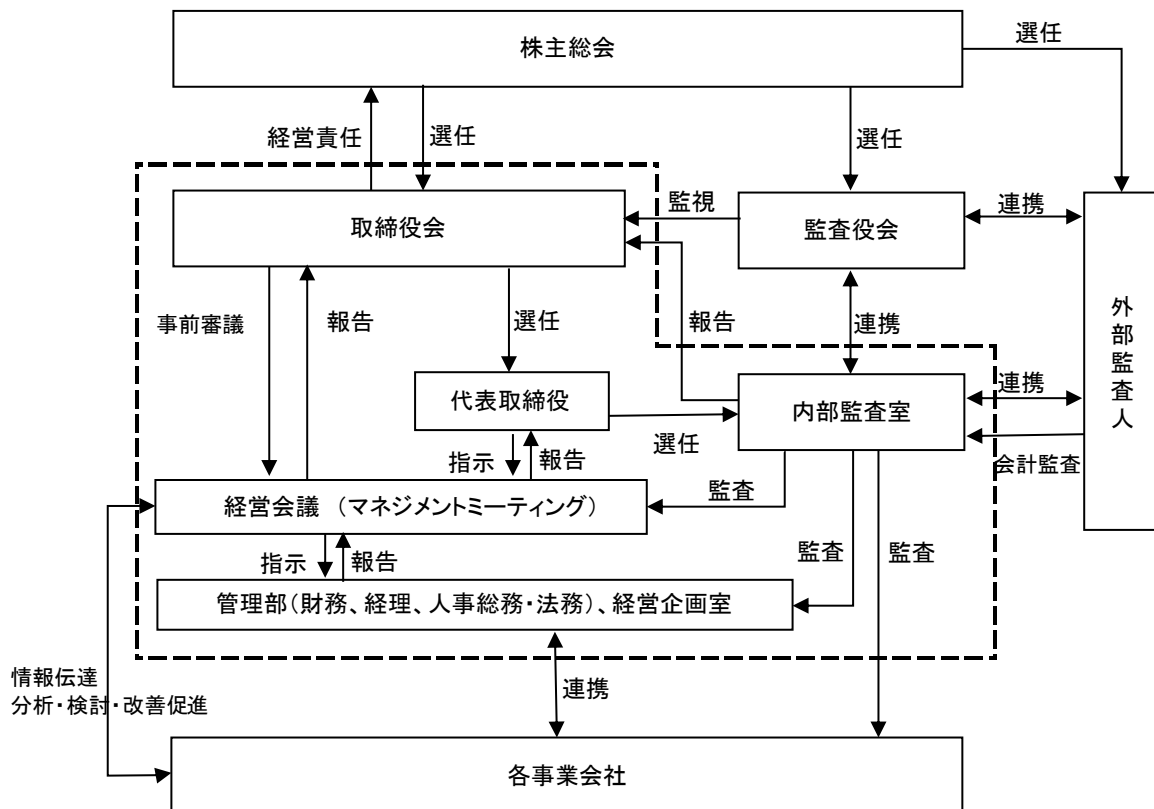 株主総会
選任
経営責任
選任
選任
取締役会
監視
監査役会
連携
事前審議
報告
選任
報告
連携
外部監査人
代表取締役
内部監査室
連携
選任
会計監査
指示
報告
経営会議 (マネジメントミーティング)
監査
指示
報告
監査
監査
管理部(財務、経理、人事総務・法務)、経営企画室
情報伝達
分析・検討・改善促進
連携
各事業会社